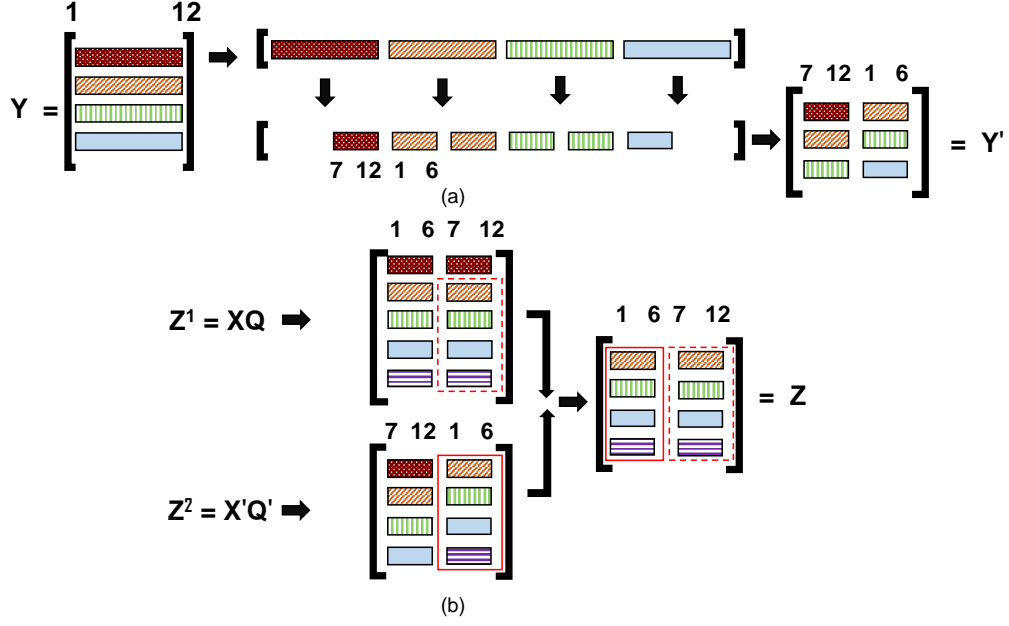 1 12
Y =
7 12 1 6
= Y'
7 12 1 6
(a)
1 6 7 12
Z¹ = XQ
1 6 7 12
= Z
7 12 1 6
Z² = X'Q'
(b)